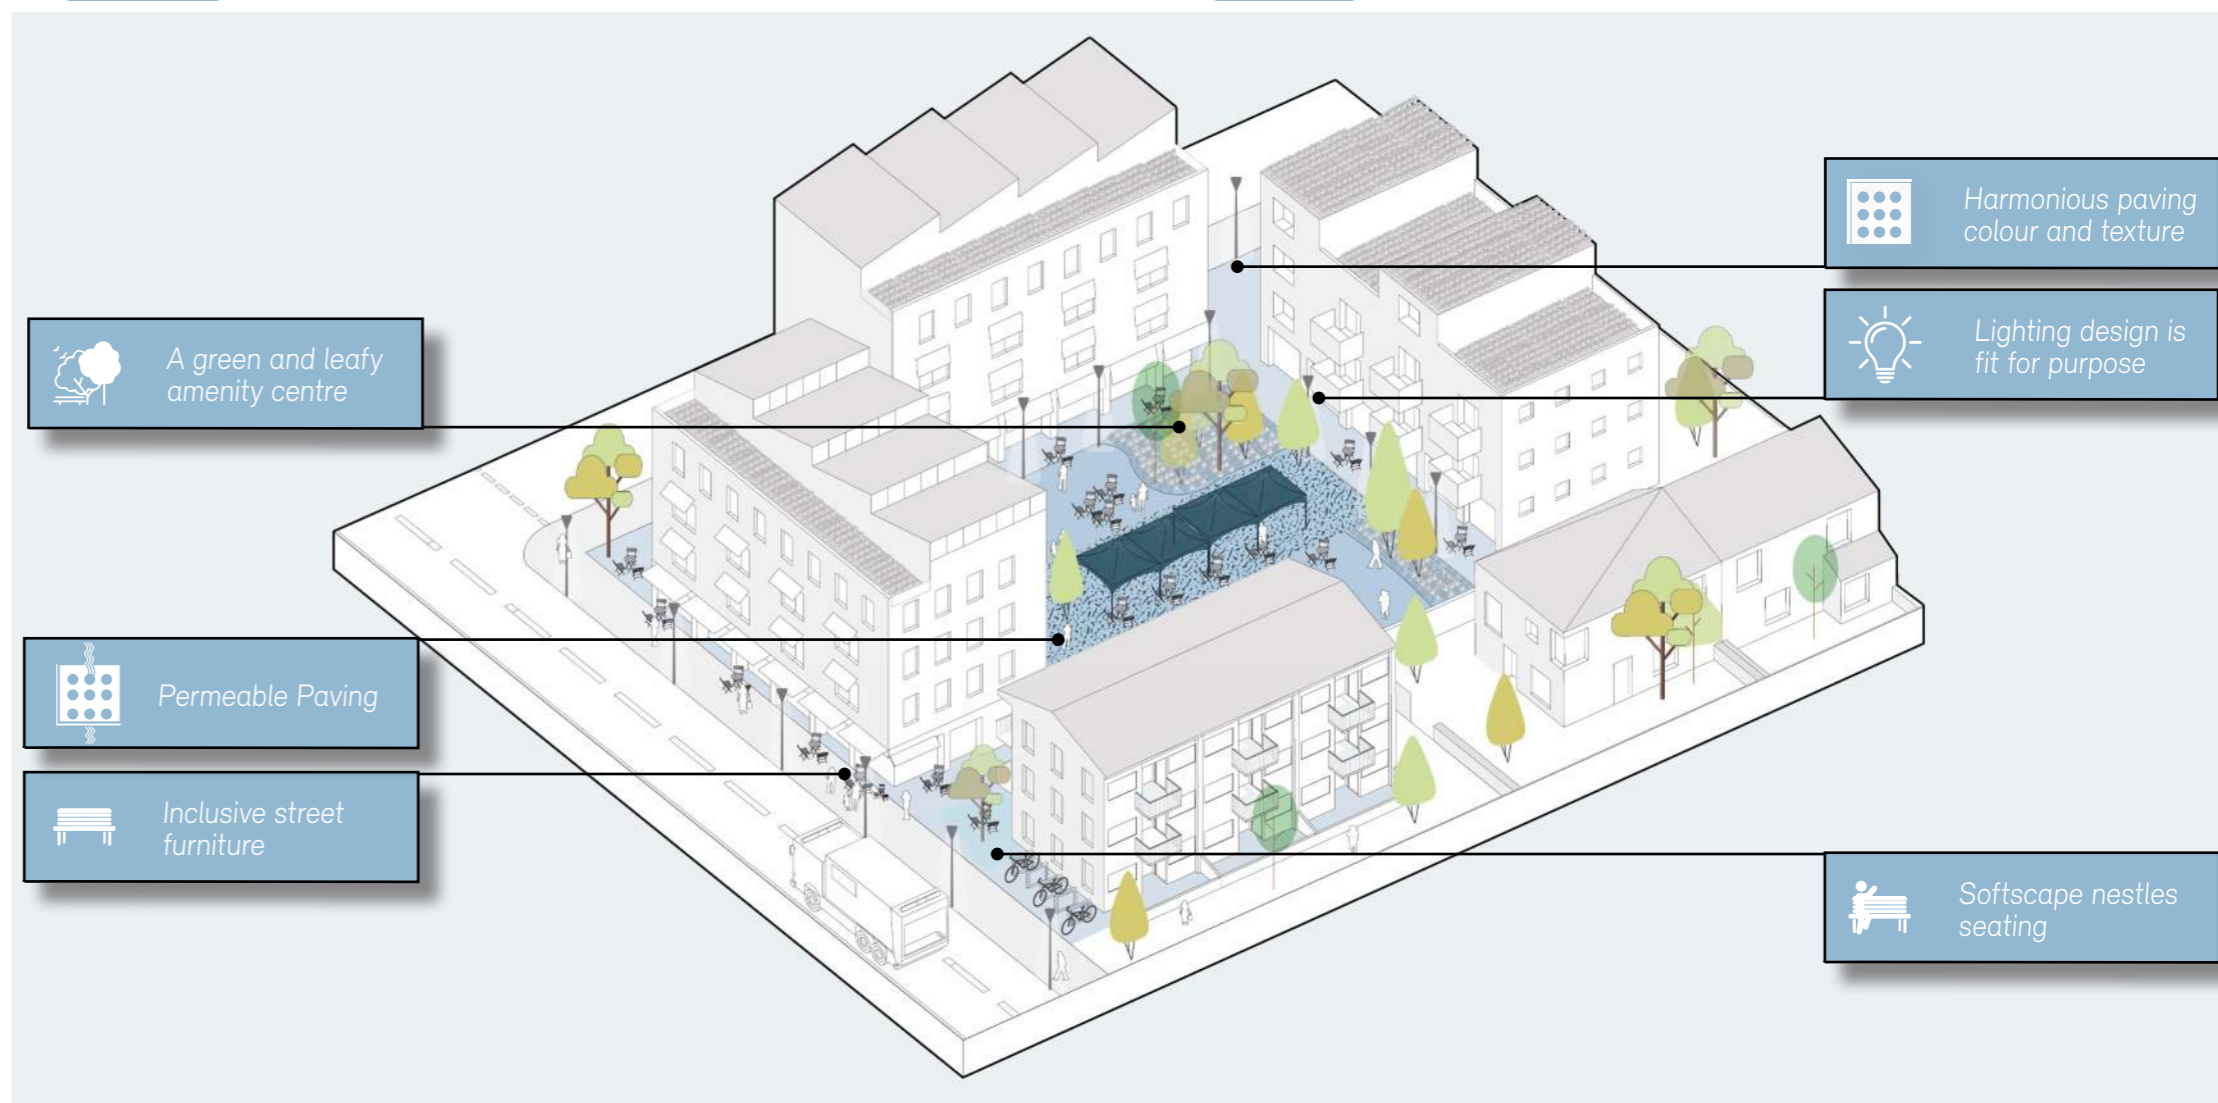 Harmonious paving
colour and texture
Lighting design is
fit for purpose
A green and leafy
amenity centre
Permeable Paving
Inclusive street
furniture
Softscape nestles
seating